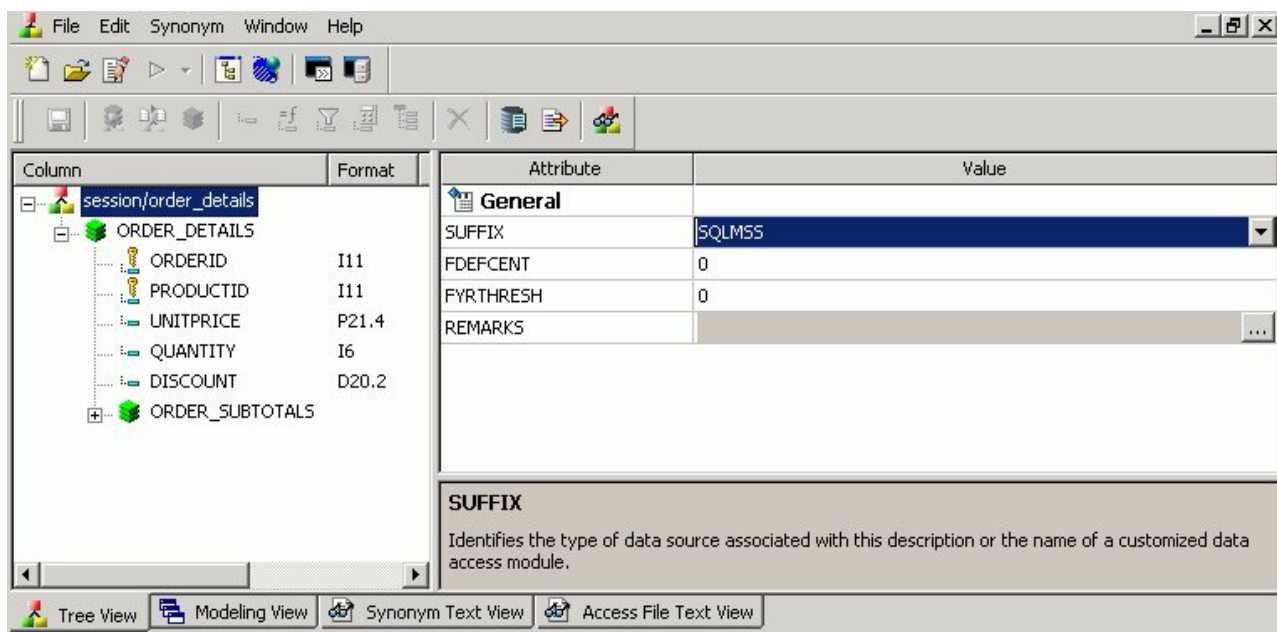 File Edit Synonym Window Help
Column Format
session/order_details
ORDER_DETAILS
ORDERID I11
PRODUCTID I11
UNITPRICE P21.4
QUANTITY I6
DISCOUNT D20.2
ORDER_SUBTOTALS
Attribute Value
General
SUFFIX SQLMSS
FDEFCENT 0
FYRTHRESH 0
REMARKS ...
SUFFIX
Identifies the type of data source associated with this description or the name of a customized data
access module.
Tree View Modeling View Synonym Text View Access File Text View